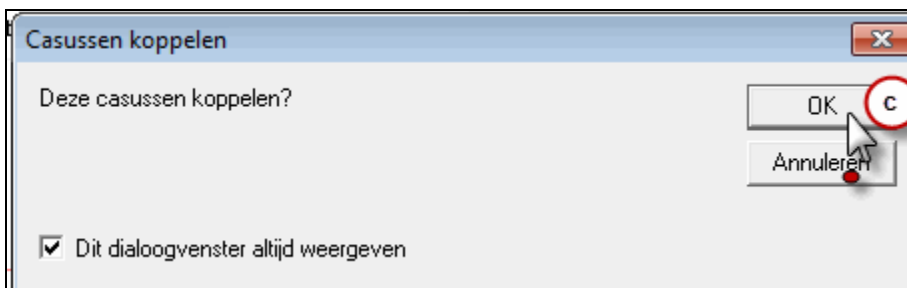 Casussen koppelen
Deze casussen koppelen?
OK
c
Annuleren
Dit dialoogvenster altijd weergeven